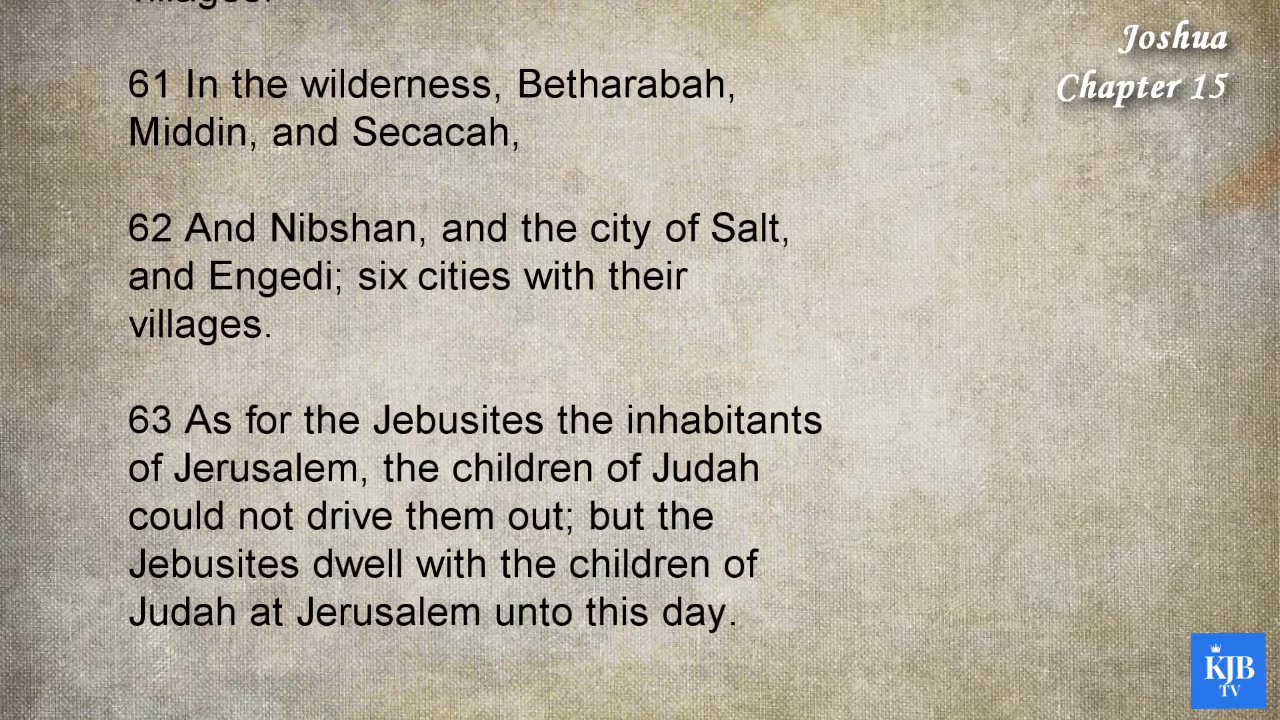 villages.
Joshua
Chapter 15
61 In the wilderness, Betharabah,
Middin, and Secacah,
62 And Nibshan, and the city of Salt,
and Engedi; six cities with their
villages.
63 As for the Jebusites the inhabitants
of Jerusalem, the children of Judah
could not drive them out; but the
Jebusites dwell with the children of
Judah at Jerusalem unto this day.
KJB
TV